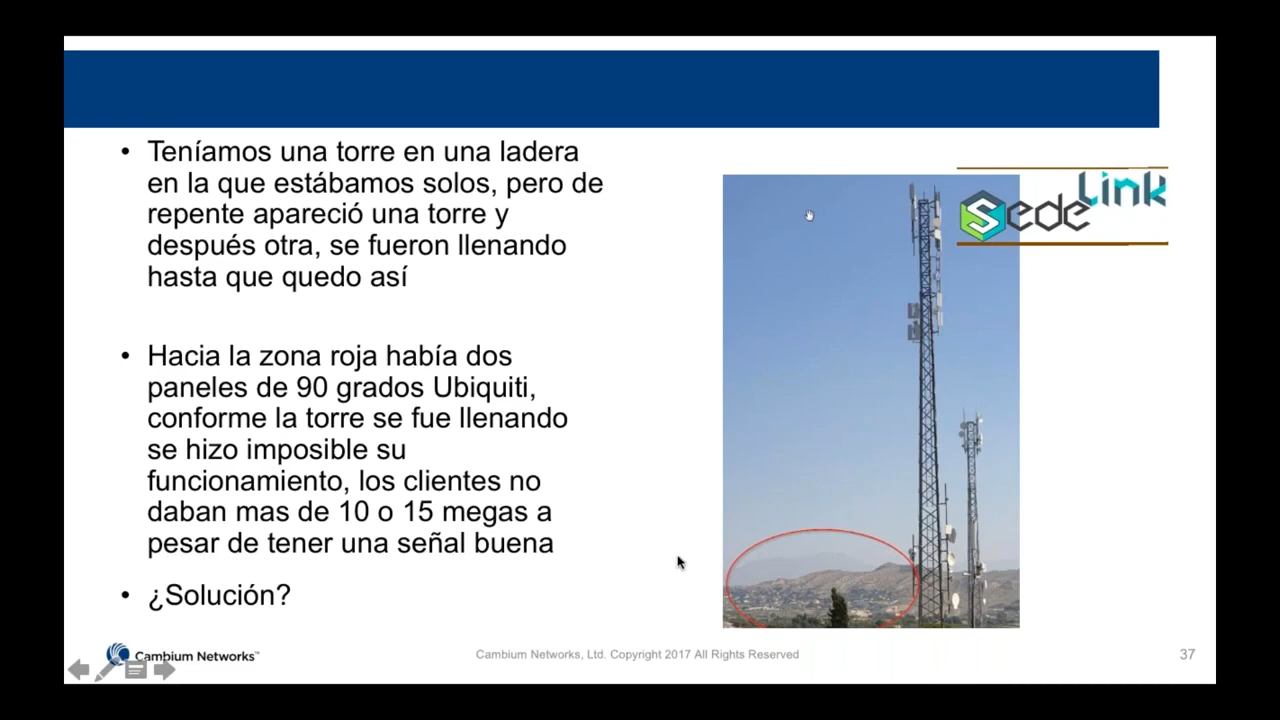 • Teníamos una torre en una ladera
en la que estábamos solos, pero de
repente apareció una torre y
después otra, se fueron llenando
hasta que quedo así
• Hacia la zona roja había dos
paneles de 90 grados Ubiquiti,
conforme la torre se fue llenando
se hizo imposible su
funcionamiento, los clientes no
daban mas de 10 o 15 megas a
pesar de tener una señal buena
• ¿Solución?
SedeLink
Cambium Networks™
Cambium Networks, Ltd. Copyright 2017 All Rights Reserved
37